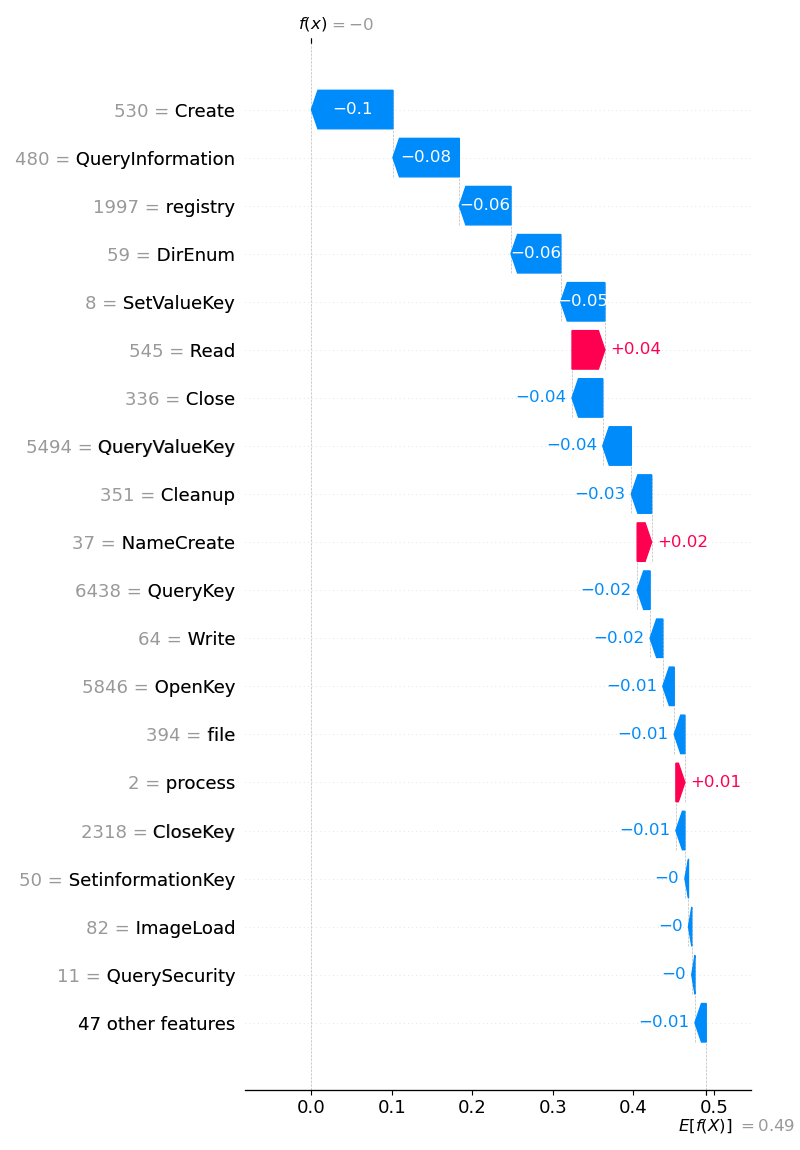 f(x) = −0
530 = Create −0.1
480 = QueryInformation −0.08
1997 = registry −0.06
59 = DirEnum −0.06
8 = SetValueKey −0.05
545 = Read +0.04
336 = Close −0.04
5494 = QueryValueKey −0.04
351 = Cleanup −0.03
37 = NameCreate +0.02
6438 = QueryKey −0.02
64 = Write −0.02
5846 = OpenKey −0.01
394 = file −0.01
2 = process +0.01
2318 = CloseKey −0.01
50 = SetinformationKey −0
82 = ImageLoad −0
11 = QuerySecurity −0
47 other features −0.01
0.0 0.1 0.2 0.3 0.4 0.5
E[f(X)] = 0.49